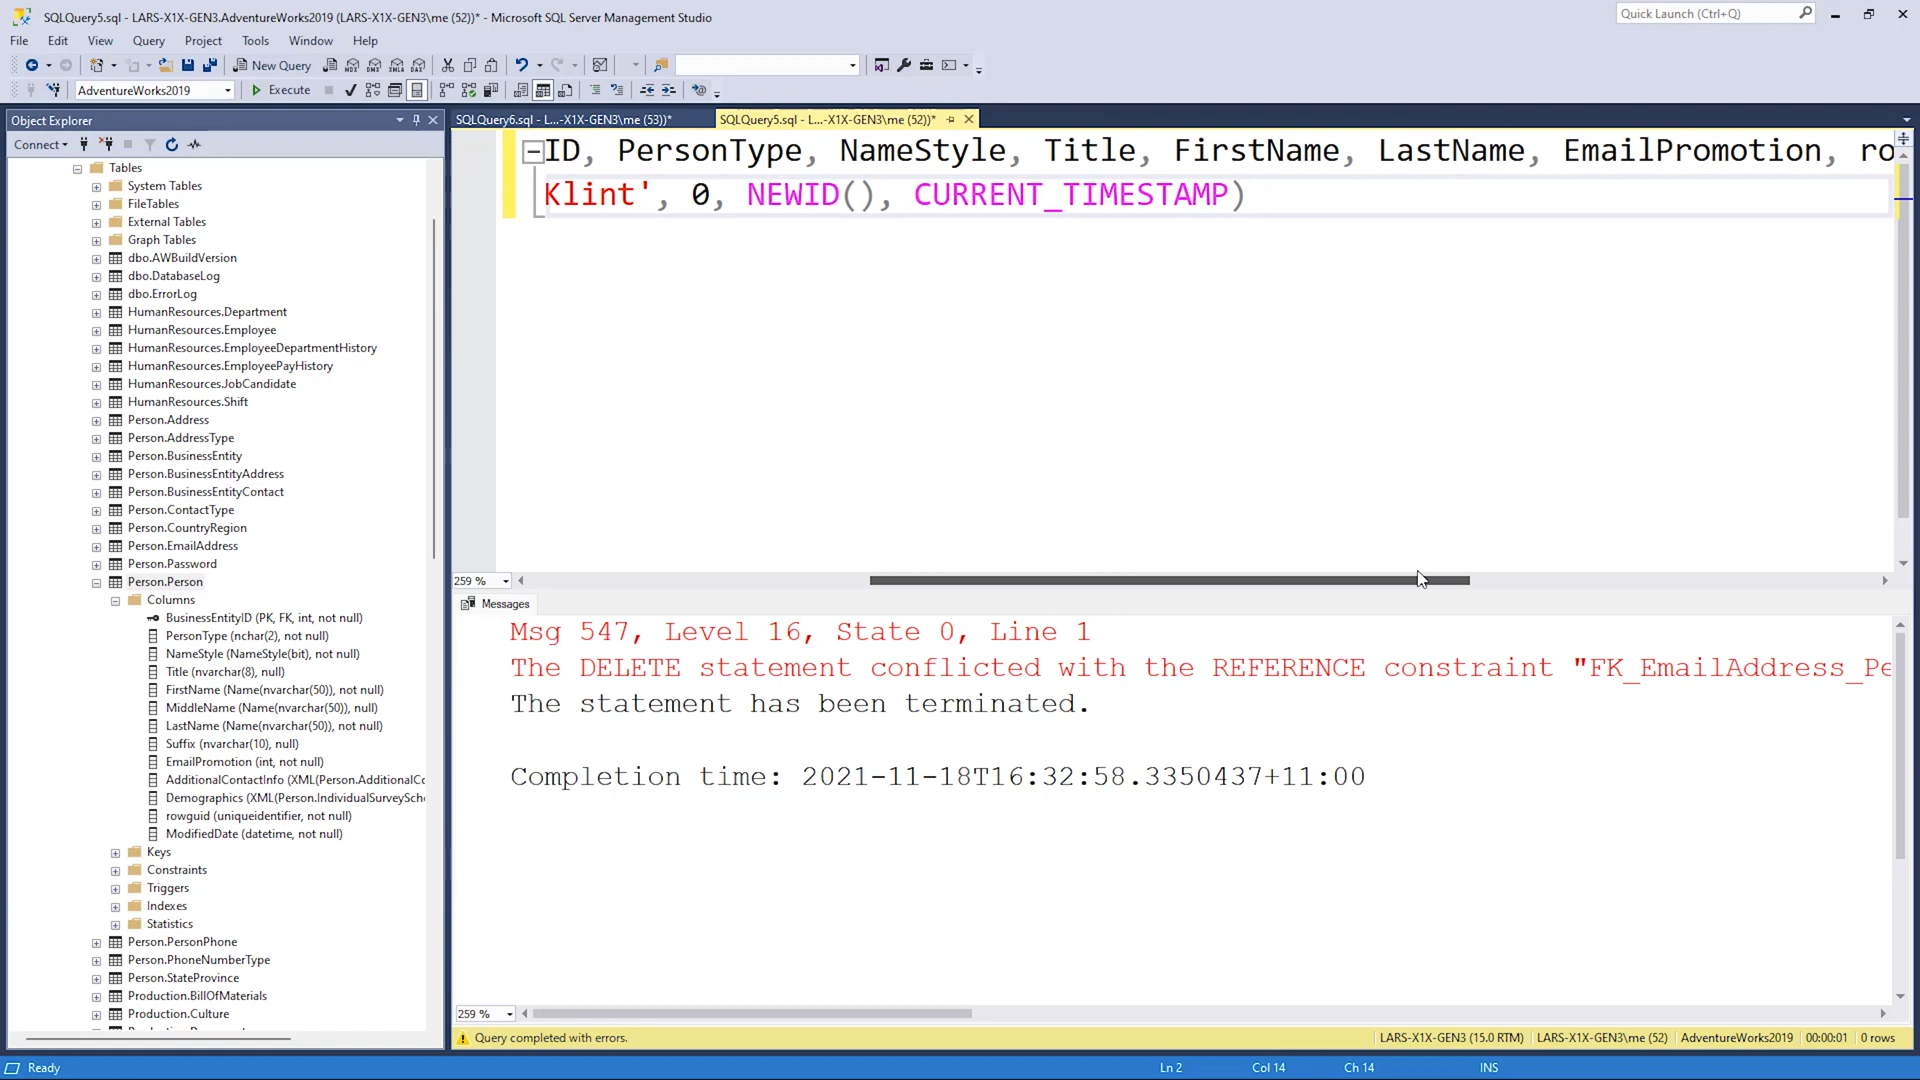 SQLQuery5.sql - LARS-X1X-GEN3.AdventureWorks2019 (LARS-X1X-GEN3\me (52))* - Microsoft SQL Server Management Studio
Quick Launch (Ctrl+Q)
File Edit View Query Project Tools Window Help
New Query
AdventureWorks2019
Execute
Object Explorer
Connect
Tables
System Tables
FileTables
External Tables
Graph Tables
dbo.AWBuildVersion
dbo.DatabaseLog
dbo.ErrorLog
HumanResources.Department
HumanResources.Employee
HumanResources.EmployeeDepartmentHistory
HumanResources.EmployeePayHistory
HumanResources.JobCandidate
HumanResources.Shift
Person.Address
Person.AddressType
Person.BusinessEntity
Person.BusinessEntityAddress
Person.BusinessEntityContact
Person.ContactType
Person.CountryRegion
Person.EmailAddress
Person.Password
Person.Person
Columns
BusinessEntityID (PK, FK, int, not null)
PersonType (nchar(2), not null)
NameStyle (NameStyle(bit), not null)
Title (nvarchar(8), null)
FirstName (Name(nvarchar(50)), not null)
MiddleName (Name(nvarchar(50)), null)
LastName (Name(nvarchar(50)), not null)
Suffix (nvarchar(10), null)
EmailPromotion (int, not null)
AdditionalContactInfo (XML(Person.AdditionalCo
Demographics (XML(Person.IndividualSurveySch
rowguid (uniqueidentifier, not null)
ModifiedDate (datetime, not null)
Keys
Constraints
Triggers
Indexes
Statistics
Person.PersonPhone
Person.PhoneNumberType
Person.StateProvince
Production.BillOfMaterials
Production.Culture
SQLQuery6.sql - L...-X1X-GEN3\me (53))*
SQLQuery5.sql - L...-X1X-GEN3\me (52))*
ID, PersonType, NameStyle, Title, FirstName, LastName, EmailPromotion, ro
Klint', 0, NEWID(), CURRENT_TIMESTAMP)
259 %
Messages
Msg 547, Level 16, State 0, Line 1
The DELETE statement conflicted with the REFERENCE constraint "FK_EmailAddress_Pe
The statement has been terminated.
Completion time: 2021-11-18T16:32:58.3350437+11:00
259 %
Query completed with errors.
LARS-X1X-GEN3 (15.0 RTM) LARS-X1X-GEN3\me (52) AdventureWorks2019 00:00:01 0 rows
Ready
Ln 2 Col 14 Ch 14 INS